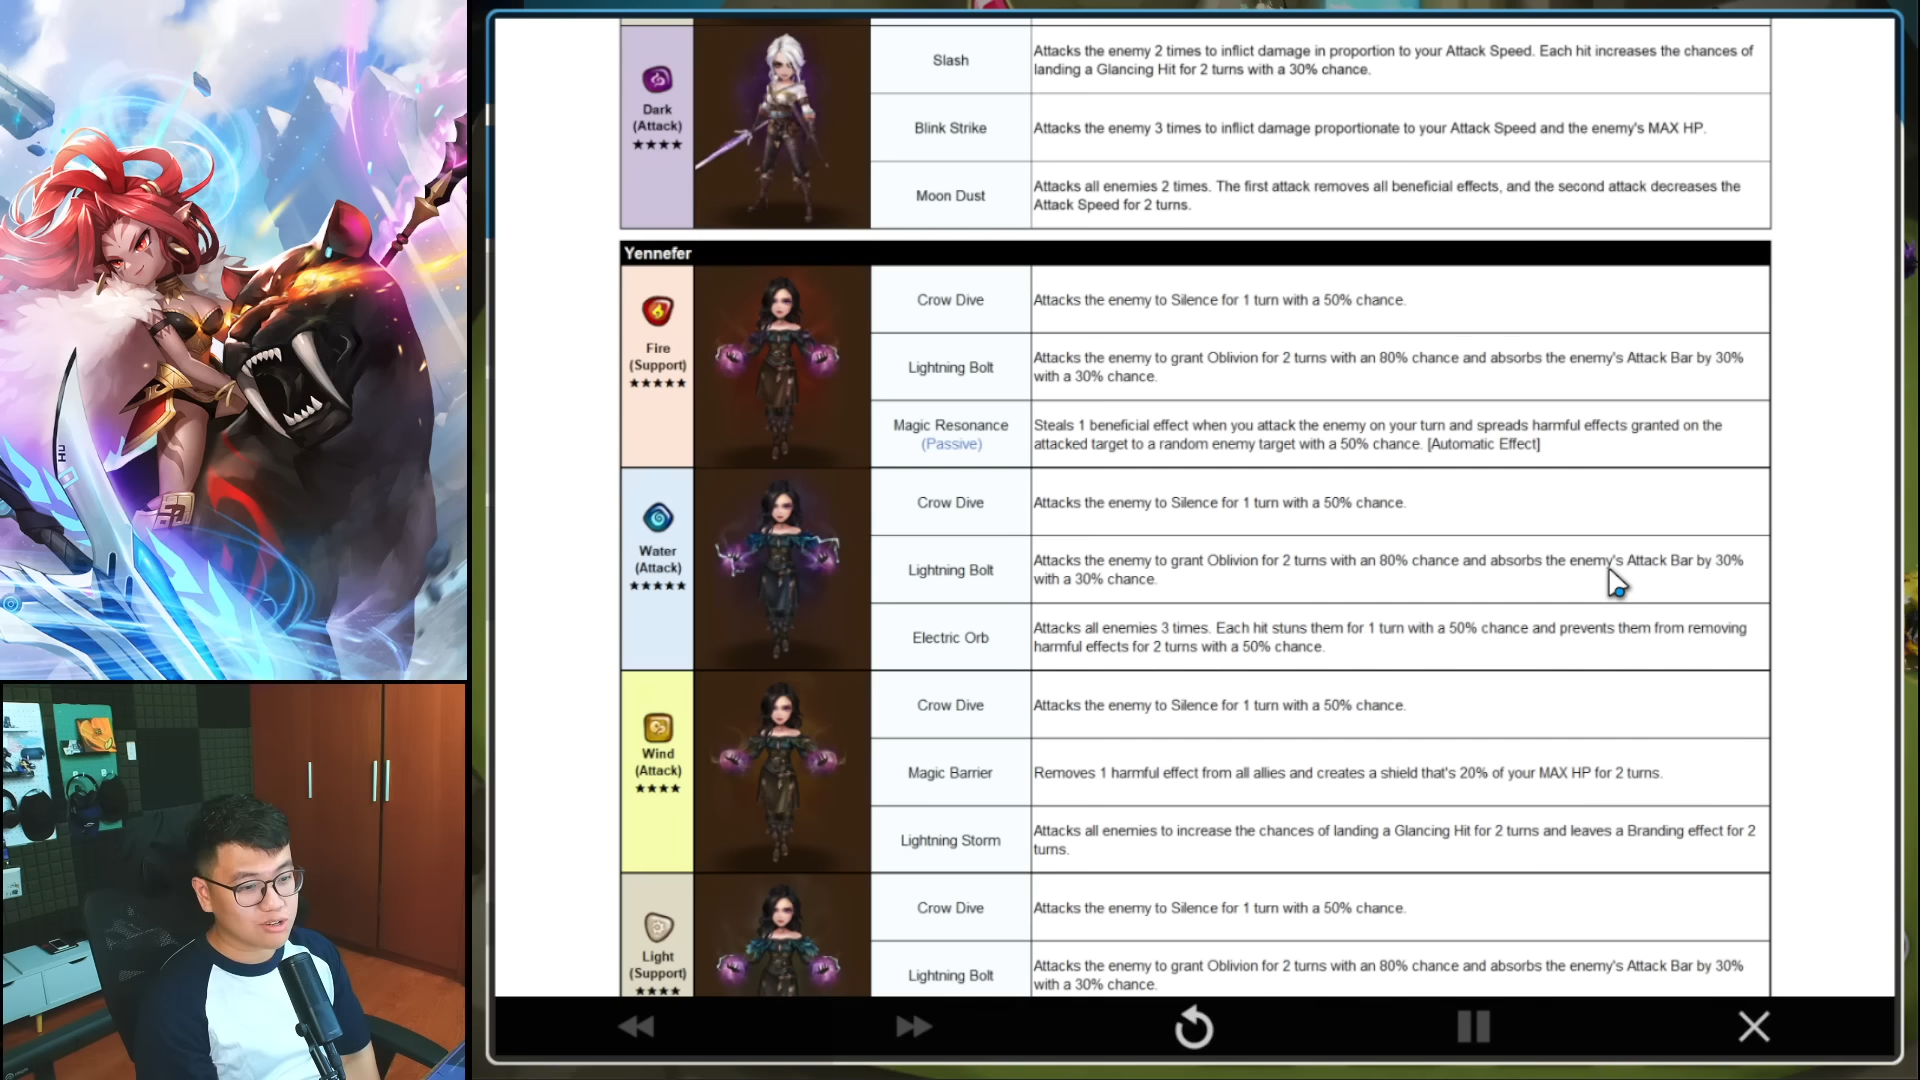 Dark
(Attack)
★★★★
Slash
Attacks the enemy 2 times to inflict damage in proportion to your Attack Speed. Each hit increases the chances of
landing a Glancing Hit for 2 turns with a 30% chance.
Blink Strike
Attacks the enemy 3 times to inflict damage proportionate to your Attack Speed and the enemy's MAX HP.
Moon Dust
Attacks all enemies 2 times. The first attack removes all beneficial effects, and the second attack decreases the
Attack Speed for 2 turns.
Yennefer
Fire
(Support)
★★★★★
Crow Dive
Attacks the enemy to Silence for 1 turn with a 50% chance.
Lightning Bolt
Attacks the enemy to grant Oblivion for 2 turns with an 80% chance and absorbs the enemy's Attack Bar by 30%
with a 30% chance.
Magic Resonance
(Passive)
Steals 1 beneficial effect when you attack the enemy on your turn and spreads harmful effects granted on the
attacked target to a random enemy target with a 50% chance. [Automatic Effect]
Water
(Attack)
★★★★★
Crow Dive
Attacks the enemy to Silence for 1 turn with a 50% chance.
Lightning Bolt
Attacks the enemy to grant Oblivion for 2 turns with an 80% chance and absorbs the enemy's Attack Bar by 30%
with a 30% chance.
Electric Orb
Attacks all enemies 3 times. Each hit stuns them for 1 turn with a 50% chance and prevents them from removing
harmful effects for 2 turns with a 50% chance.
Wind
(Attack)
★★★★
Crow Dive
Attacks the enemy to Silence for 1 turn with a 50% chance.
Magic Barrier
Removes 1 harmful effect from all allies and creates a shield that's 20% of your MAX HP for 2 turns.
Lightning Storm
Attacks all enemies to increase the chances of landing a Glancing Hit for 2 turns and leaves a Branding effect for 2
turns.
Light
(Support)
★★★★
Crow Dive
Attacks the enemy to Silence for 1 turn with a 50% chance.
Lightning Bolt
Attacks the enemy to grant Oblivion for 2 turns with an 80% chance and absorbs the enemy's Attack Bar by 30%
with a 30% chance.